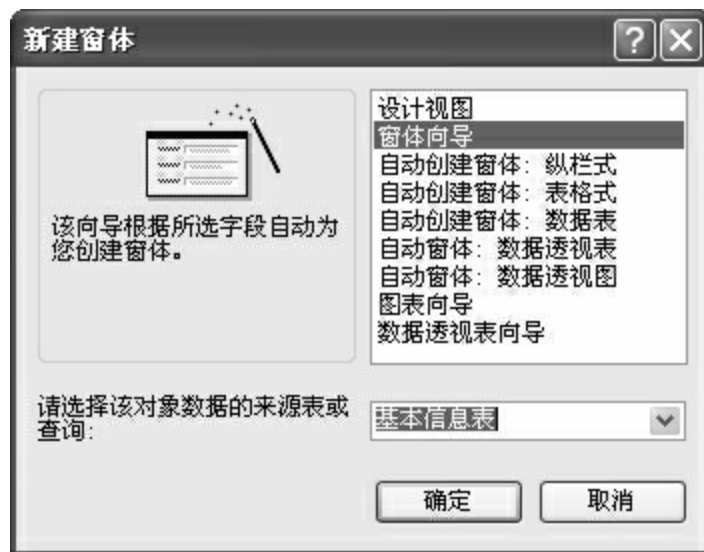 新建窗体
该向导根据所选字段自动为
您创建窗体。
设计视图
窗体向导
自动创建窗体：纵栏式
自动创建窗体：表格式
自动创建窗体：数据表
自动窗体：数据透视表
自动窗体：数据透视图
图表向导
数据透视表向导
请选择该对象数据的来源表或
查询:
基本信息表
确定
取消